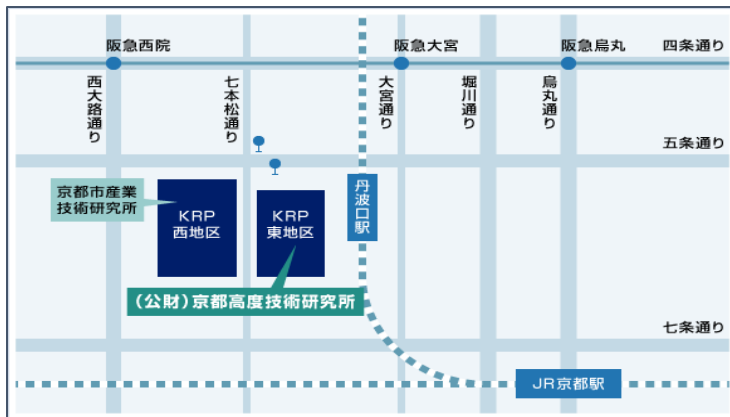 阪急西院
阪急大宮
阪急烏丸
四条通り
西大路通り
七本松通り
大宮通り
堀川通り
烏丸通り
五条通り
京都市産業
技術研究所
KRP
西地区
KRP
東地区
丹波口駅
(公財)京都高度技術研究所
七条通り
JR京都駅